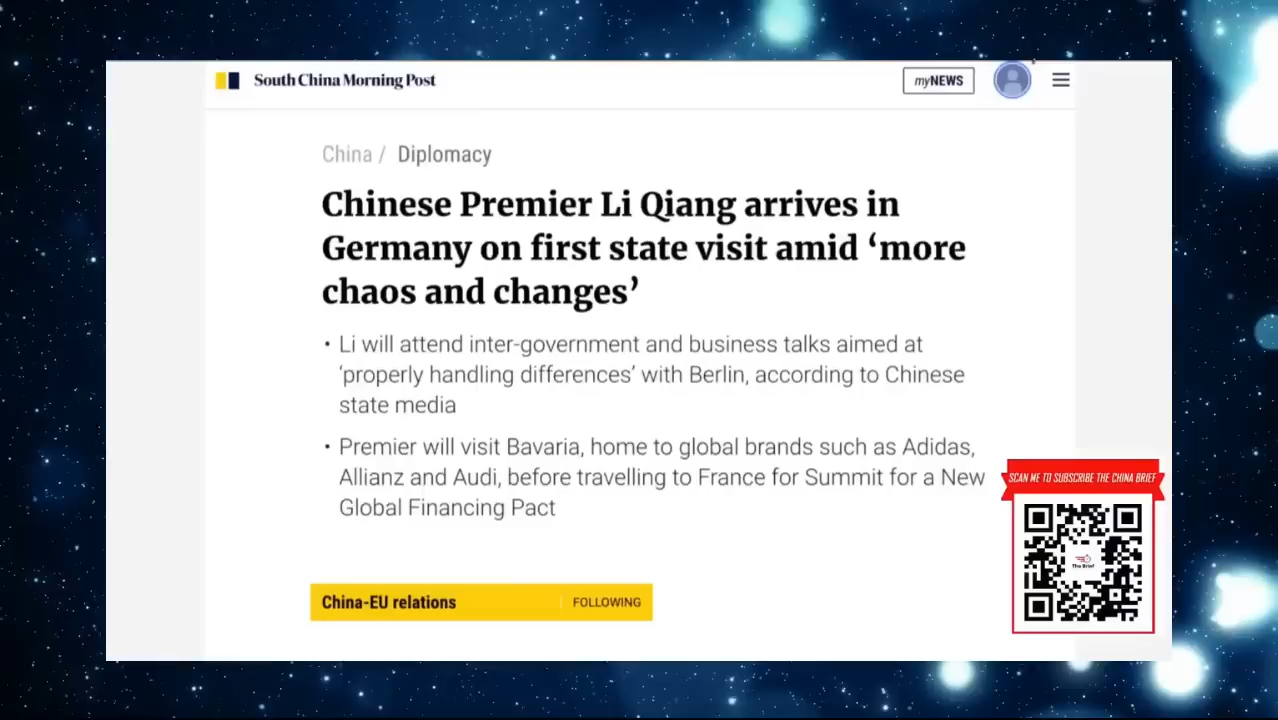 South China Morning Post
myNEWS
China / Diplomacy
Chinese Premier Li Qiang arrives in
Germany on first state visit amid ‘more
chaos and changes’
• Li will attend inter-government and business talks aimed at
‘properly handling differences’ with Berlin, according to Chinese
state media
• Premier will visit Bavaria, home to global brands such as Adidas,
Allianz and Audi, before travelling to France for Summit for a New
Global Financing Pact
SCAN ME TO SUBSCRIBE THE CHINA BRIEF
The Brief
China-EU relations
FOLLOWING